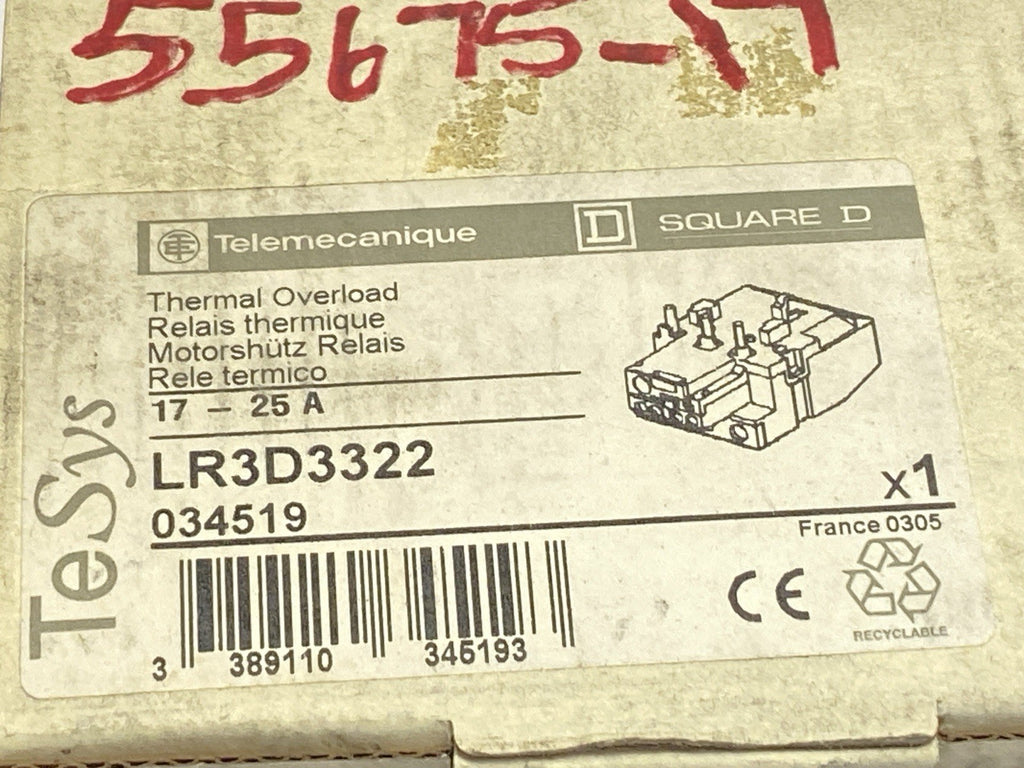 55675-17
Telemecanique D SQUARE D
Thermal Overload
Relais thermique
Motorshütz Relais
Rele termico
17 - 25 A
LR3D3322
034519
x1
France 0305
TeSys
3 389110 345193
CE
RECYCLABLE